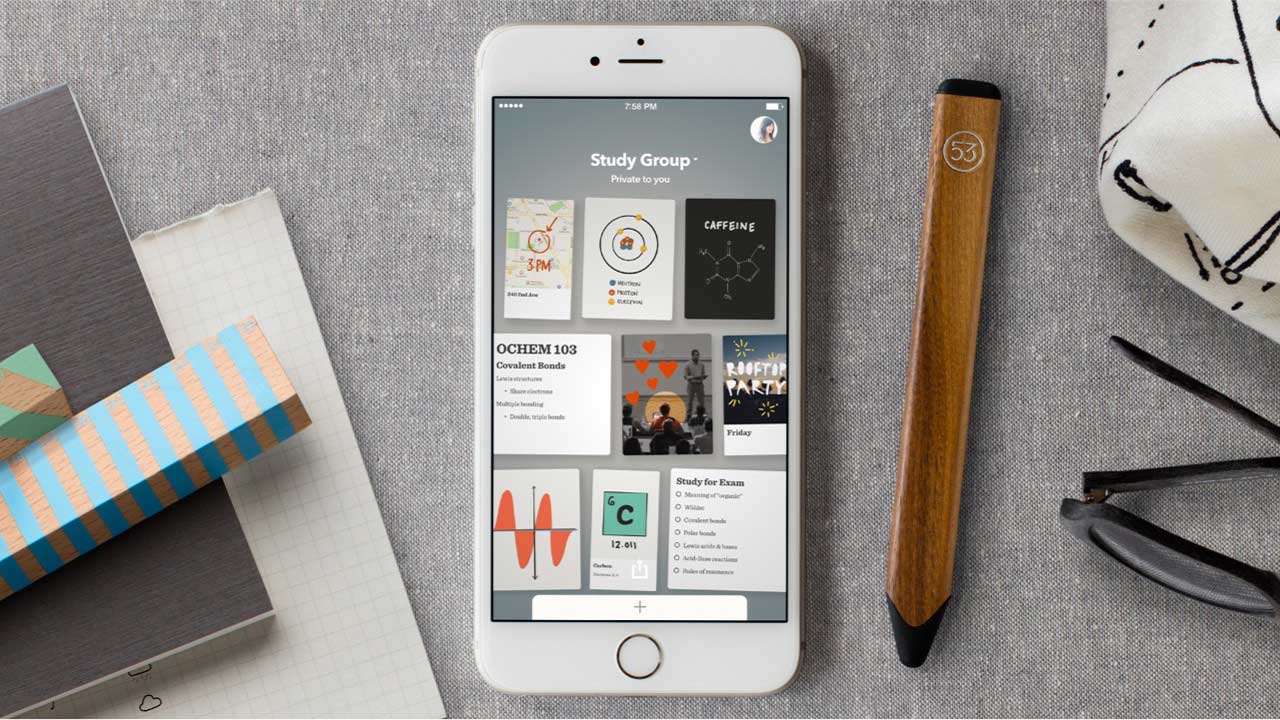 7:58 PM
Study Group
Private to you
3 PM
240 2nd Ave
NEUTRON
PROTON
ELECTRON
CAFFEINE
H₃C
CH₃
CH₃
OCHEM 103
Covalent Bonds
Lewis structures
• Share electrons
Multiple bonding
• Double, triple bonds
ROOFTOP
PARTY
Friday
6
C
12.011
Carbon
Study for Exam
Meaning of "organic"
Covalent bonds
Polar bonds
Lewis acids & bases
Acid-Base reactions
Rules of resonance
+
53